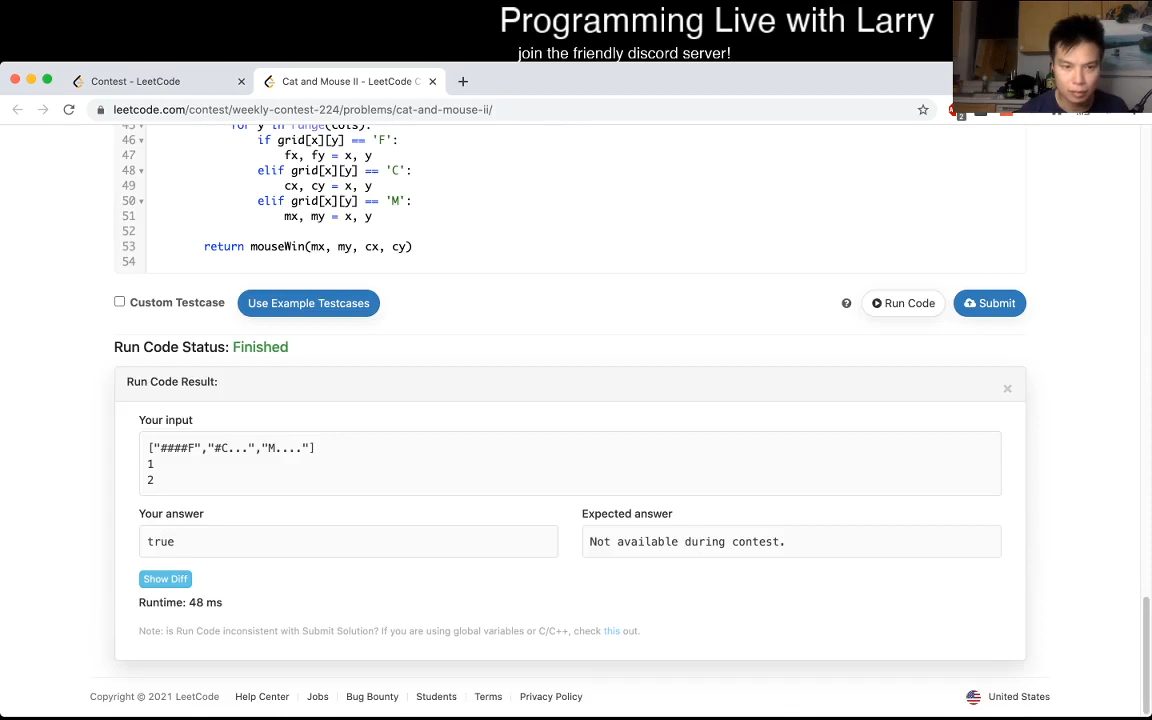 Programming Live with Larry
join the friendly discord server!
Contest - LeetCode
Cat and Mouse II - LeetCode C
leetcode.com/contest/weekly-contest-224/problems/cat-and-mouse-ii/
2
45 for y in range(cols):
46 if grid[x][y] == 'F':
47 fx, fy = x, y
48 elif grid[x][y] == 'C':
49 cx, cy = x, y
50 elif grid[x][y] == 'M':
51 mx, my = x, y
52
53 return mouseWin(mx, my, cx, cy)
54
Custom Testcase Use Example Testcases ? Run Code Submit
Run Code Status: Finished
Run Code Result:
Your input
["####F","#C...","M...."]
1
2
Your answer Expected answer
true Not available during contest.
Show Diff
Runtime: 48 ms
Note: is Run Code inconsistent with Submit Solution? If you are using global variables or C/C++, check this out.
Copyright © 2021 LeetCode Help Center Jobs Bug Bounty Students Terms Privacy Policy United States